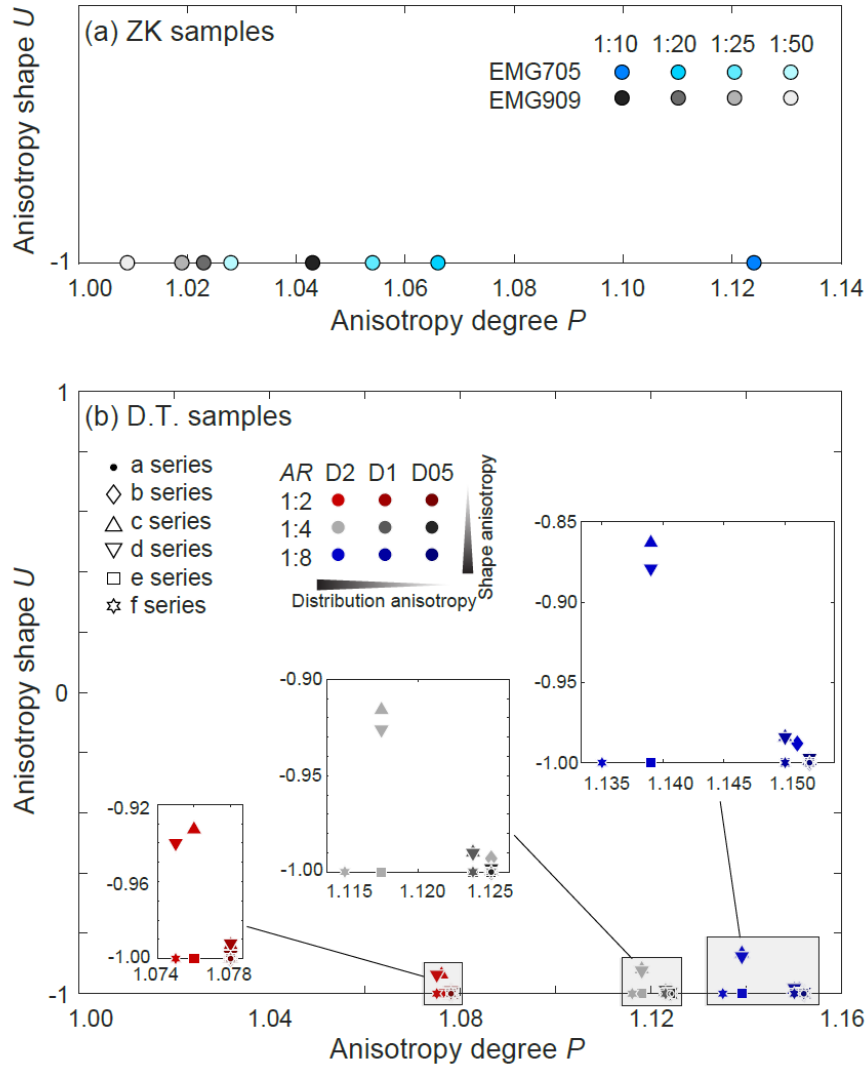 (a) ZK samples
1:10 1:20 1:25 1:50
EMG705
EMG909
Anisotropy shape U
-1
1.00 1.02 1.04 1.06 1.08 1.10 1.12 1.14
Anisotropy degree P
1
(b) D.T. samples
a series
b series
c series
d series
e series
f series
AR D2 D1 D05
1:2
1:4
1:8
Shape anisotropy
Distribution anisotropy
-0.85
-0.90
-0.95
-1.00
1.135 1.140 1.145 1.150
-0.90
-0.95
-1.00
1.115 1.120 1.125
-0.92
-0.96
-1.00
1.074 1.078
Anisotropy shape U
0
-1
1.00 1.04 1.08 1.12 1.16
Anisotropy degree P